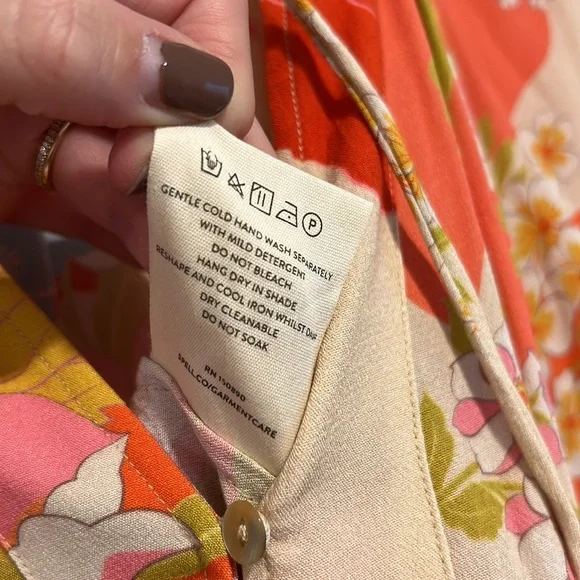 P
GENTLE COLD HAND WASH SEPARATELY
WITH MILD DETERGENT
DO NOT BLEACH
HANG DRY IN SHADE
RESHAPE AND COOL IRON WHILST DAMP
DRY CLEANABLE
DO NOT SOAK
RN 150890
SPELL.CO/GARMENTCARE